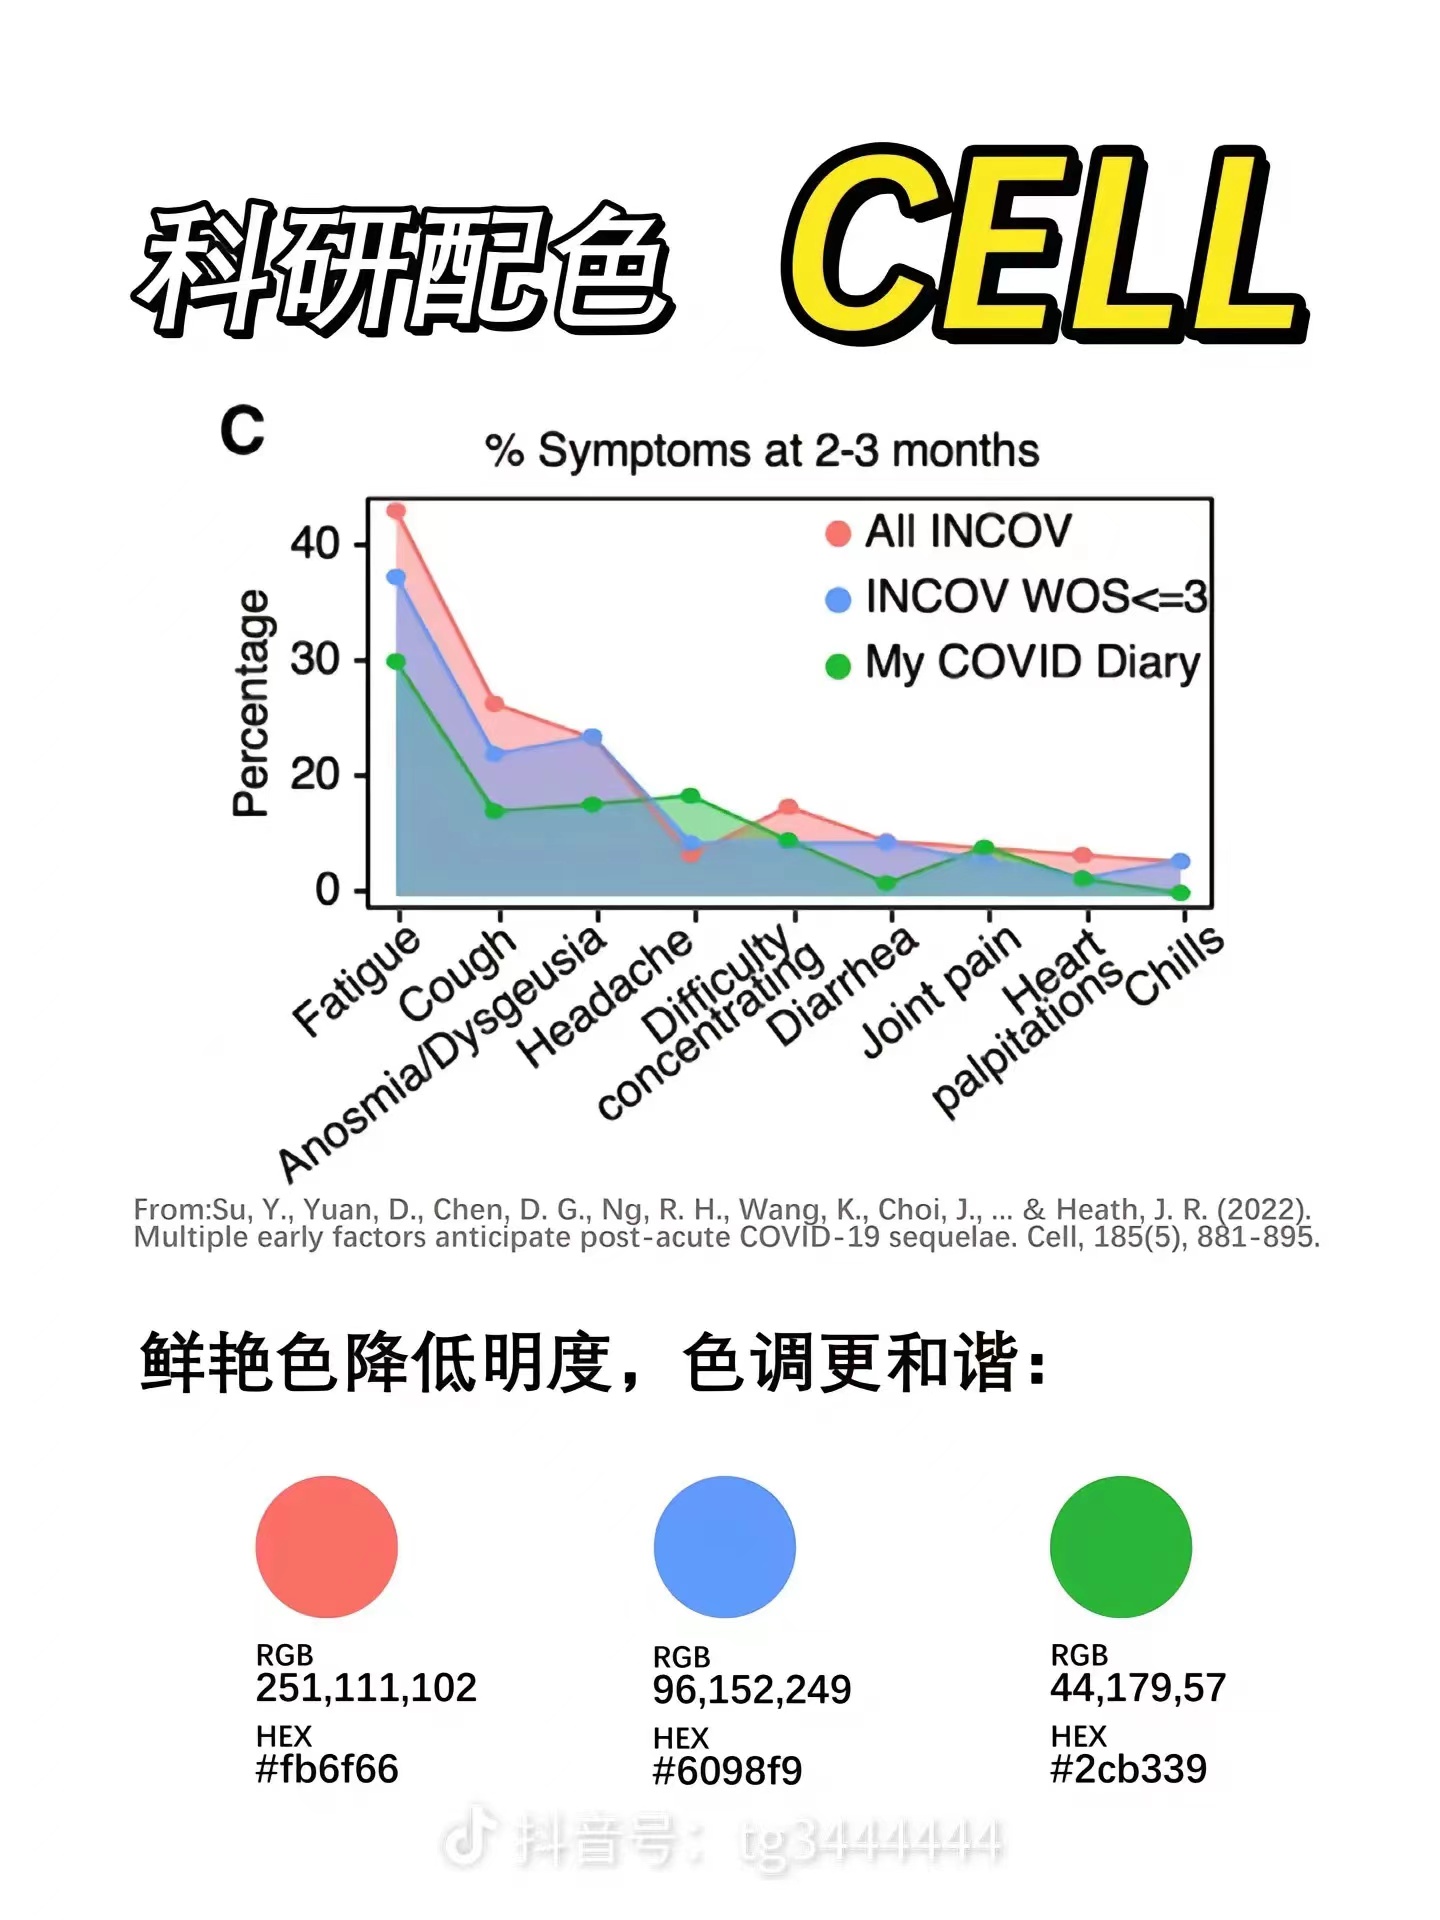 科研配色 CELL
C
% Symptoms at 2-3 months
All INCOV
INCOV WOS<=3
My COVID Diary
Percentage
40
30
20
0
Fatigue
Cough
Anosmia/Dysgeusia
Headache
Difficulty
concentrating
Diarrhea
Joint pain
Heart
palpitations
Chills
From:Su, Y., Yuan, D., Chen, D. G., Ng, R. H., Wang, K., Choi, J., ... & Heath, J. R. (2022).
Multiple early factors anticipate post-acute COVID-19 sequelae. Cell, 185(5), 881-895.
鲜艳色降低明度，色调更和谐：
RGB
251,111,102
HEX
#fb6f66
RGB
96,152,249
HEX
#6098f9
RGB
44,179,57
HEX
#2cb339
抖音号：tg3444444